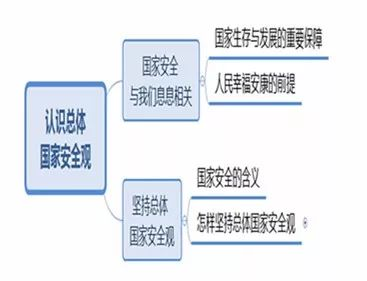 认识总体
国家安全观
国家安全
与我们息息相关
国家生存与发展的重要保障
人民幸福安康的前提
坚持总体
国家安全观
国家安全的含义
怎样坚持总体国家安全观